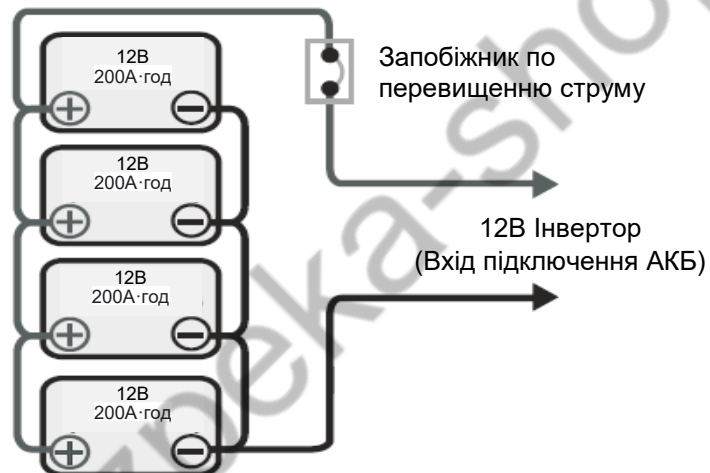 12В
200А·год
Запобіжник по
перевищенню струму
12В
200А·год
12В Інвертор
(Вхід підключення АКБ)
12В
200А·год
12В
200А·год